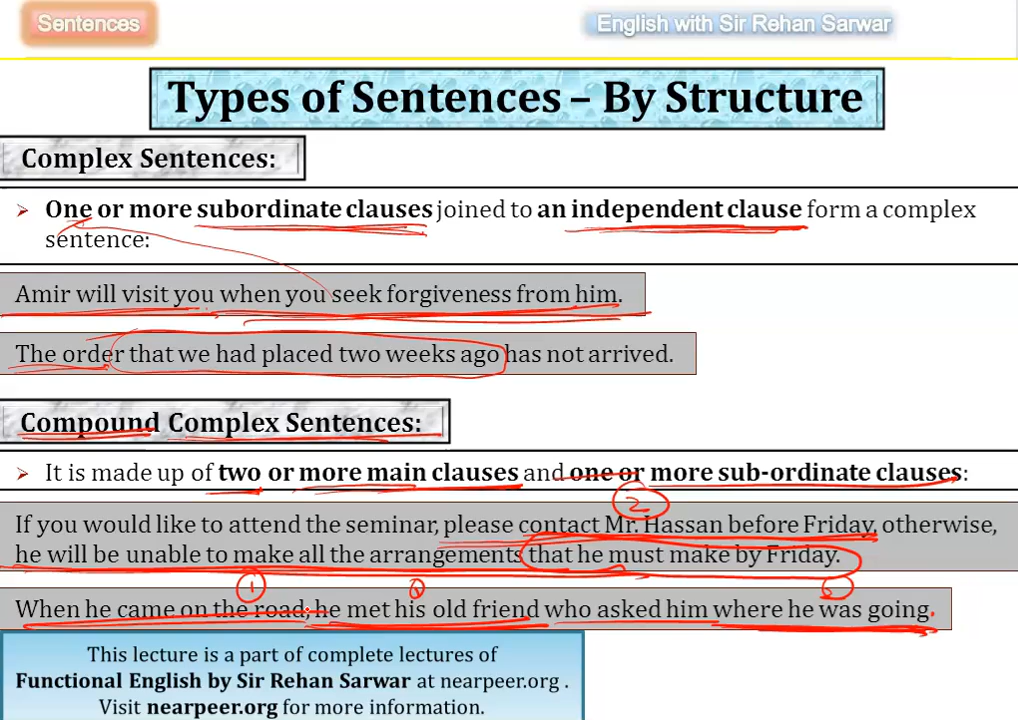 Sentences
English with Sir Rehan Sarwar
Types of Sentences – By Structure
Complex Sentences:
➢ One or more subordinate clauses joined to an independent clause form a complex
sentence:
Amir will visit you when you seek forgiveness from him.
The order that we had placed two weeks ago has not arrived.
Compound Complex Sentences:
➢ It is made up of two or more main clauses and one or more sub-ordinate clauses:
2
If you would like to attend the seminar, please contact Mr. Hassan before Friday, otherwise,
he will be unable to make all the arrangements that he must make by Friday.
1
When he came on the road, he met his old friend who asked him where he was going.
This lecture is a part of complete lectures of
Functional English by Sir Rehan Sarwar at nearpeer.org .
Visit nearpeer.org for more information.